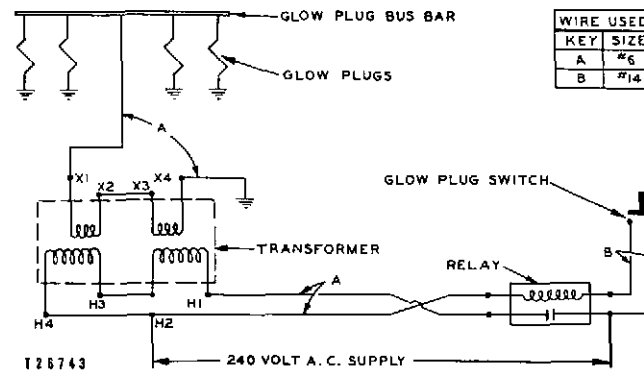 GLOW PLUG BUS BAR
WIRE USED
KEY SIZE
A #6
B #14
GLOW PLUGS
A
X1 X2 X3 X4
GLOW PLUG SWITCH
TRANSFORMER
B
RELAY
A
H3 H1
H4 H2
T26743
240 VOLT A.C. SUPPLY